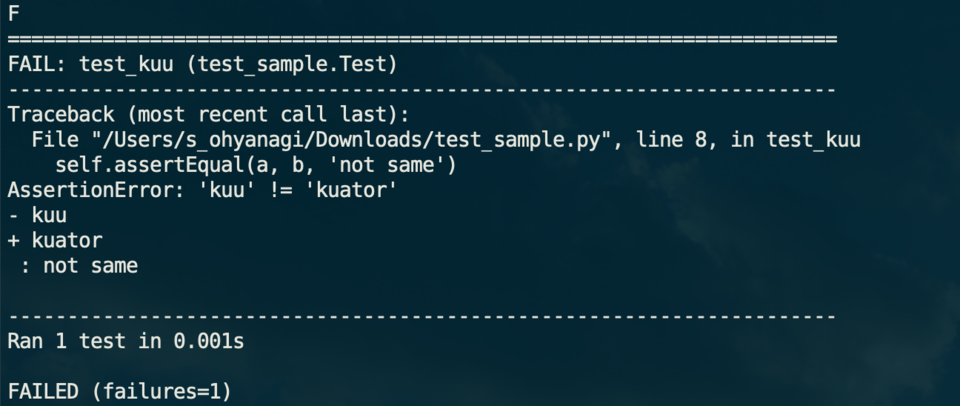 F
======================================================================
FAIL: test_kuu (test_sample.Test)
----------------------------------------------------------------------
Traceback (most recent call last):
  File "/Users/s_ohyanagi/Downloads/test_sample.py", line 8, in test_kuu
    self.assertEqual(a, b, 'not same')
AssertionError: 'kuu' != 'kuator'
- kuu
+ kuator
 : not same

----------------------------------------------------------------------
Ran 1 test in 0.001s

FAILED (failures=1)